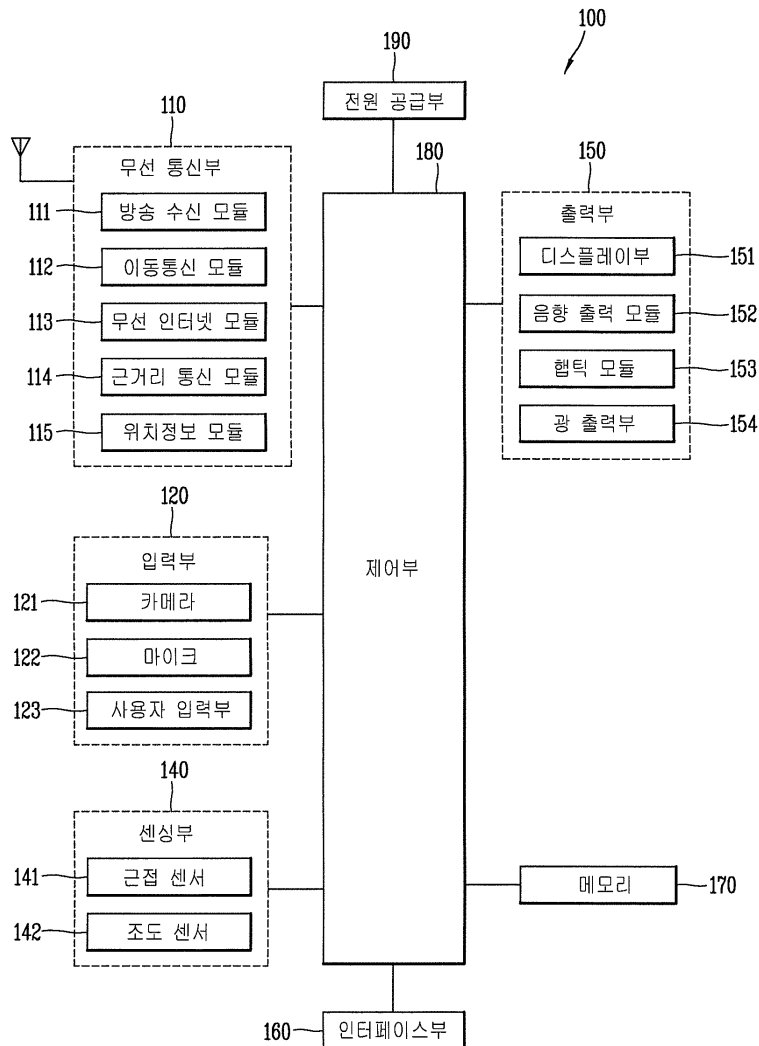 100
190
전원 공급부
110
무선 통신부
111 방송 수신 모듈
112 이동통신 모듈
113 무선 인터넷 모듈
114 근거리 통신 모듈
115 위치정보 모듈
180
제어부
150
출력부
디스플레이부 151
음향 출력 모듈 152
햅틱 모듈 153
광 출력부 154
120
입력부
121 카메라
122 마이크
123 사용자 입력부
140
센싱부
141 근접 센서
142 조도 센서
메모리 170
160 인터페이스부